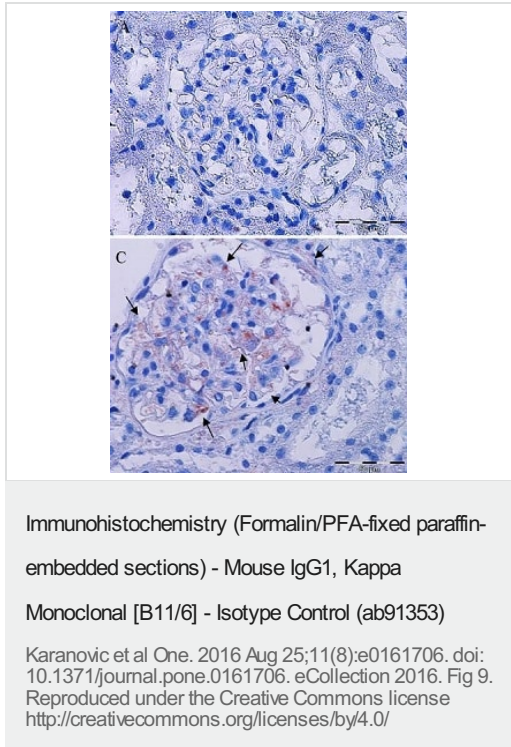 A
C
Immunohistochemistry (Formalin/PFA-fixed paraffin-
embedded sections) - Mouse IgG1, Kappa
Monoclonal [B11/6] - Isotype Control (ab91353)
Karanovic et al One. 2016 Aug 25;11(8):e0161706. doi:
10.1371/journal.pone.0161706. eCollection 2016. Fig 9.
Reproduced under the Creative Commons license
http://creativecommons.org/licenses/by/4.0/